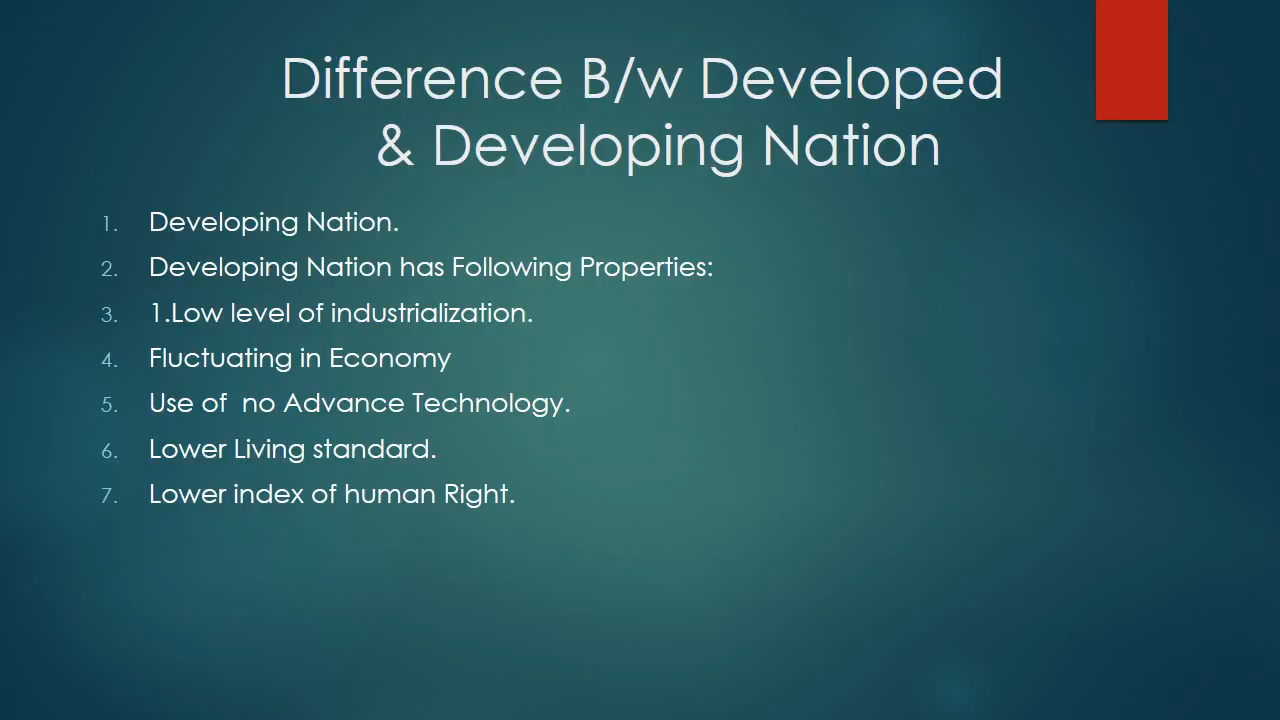 Difference B/w Developed
& Developing Nation
1. Developing Nation.
2. Developing Nation has Following Properties:
3. 1.Low level of industrialization.
4. Fluctuating in Economy
5. Use of  no Advance Technology.
6. Lower Living standard.
7. Lower index of human Right.